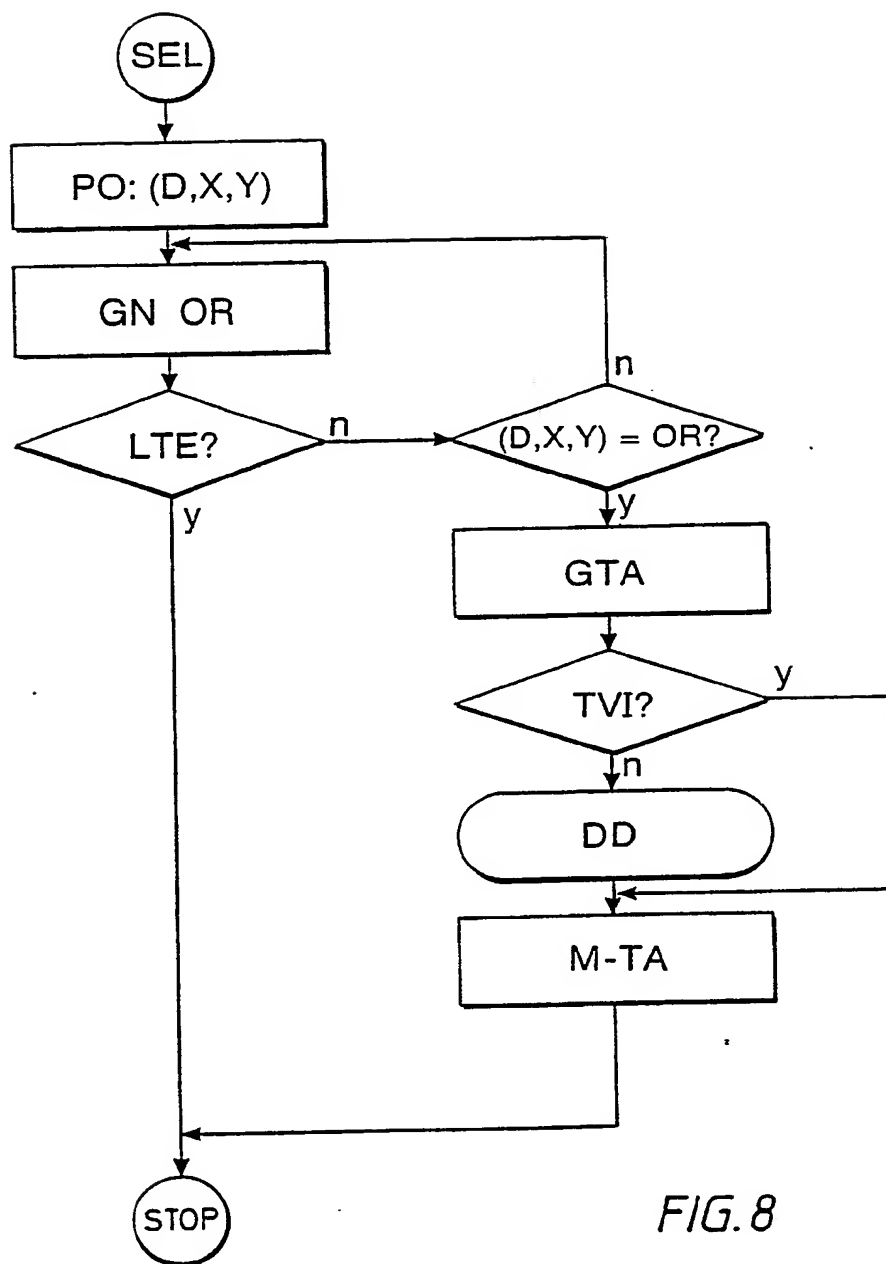 SEL
PO: (D,X,Y)
GN OR
LTE?
n
y
(D,X,Y) = OR?
n
y
GTA
TVI?
y
n
DD
M-TA
STOP
FIG. 8